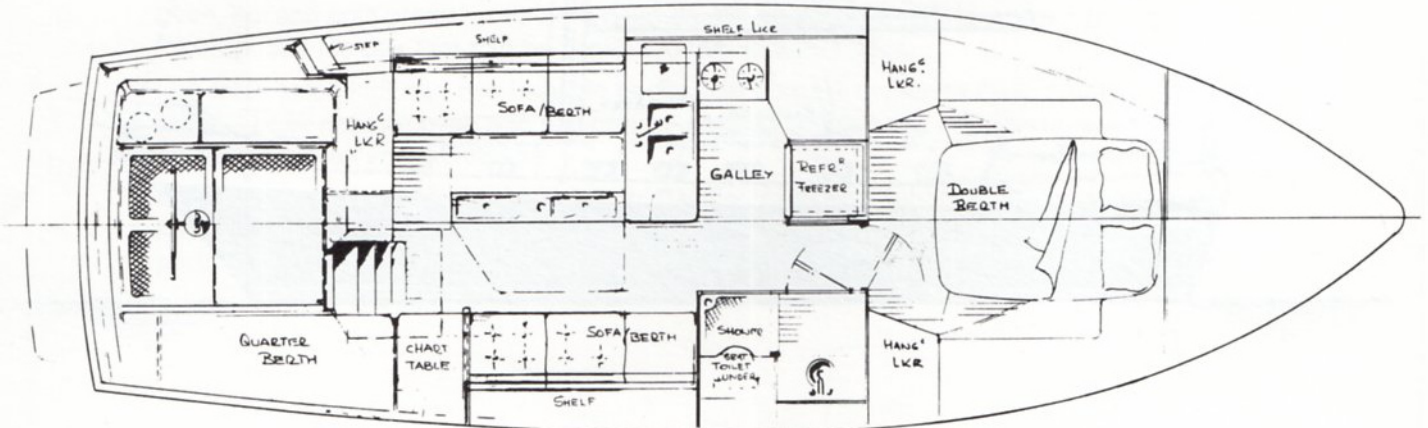 STEP
SHELF
SHELF LKR
HANG^G
LKR.
HANG^G
LKR
SOFA/BERTH
GALLEY
REFR^R
FREEZER
DOUBLE
BERTH
QUARTER
BERTH
CHART
TABLE
SOFA/BERTH
SHELF
SHOWER
SEAT
TOILET
UNDER
HANG^G
LKR